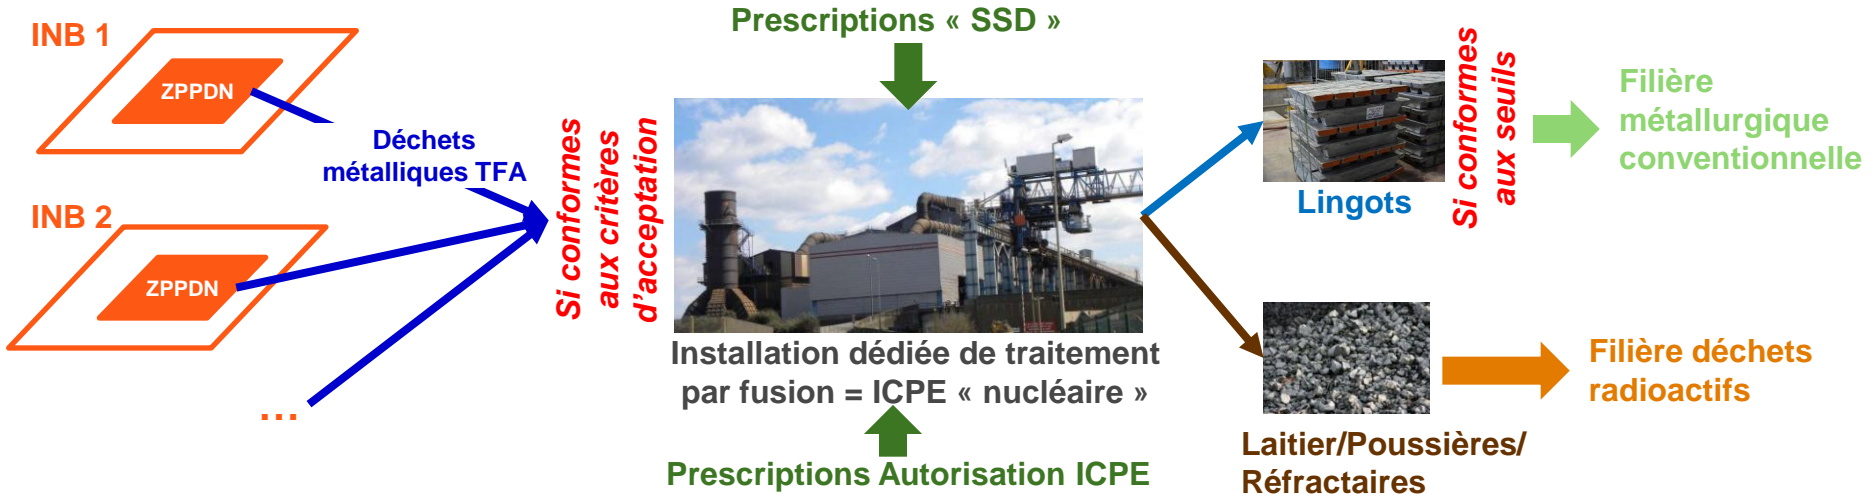 INB 1
ZPPDN
INB 2
ZPPDN
…
Déchets
métalliques TFA
Si conformes
aux critères
d’acceptation
Prescriptions « SSD »
Installation dédiée de traitement
par fusion = ICPE « nucléaire »
Prescriptions Autorisation ICPE
Lingots
Si conformes
aux seuils
Filière
métallurgique
conventionnelle
Laitier/Poussières/
Réfractaires
Filière déchets
radioactifs